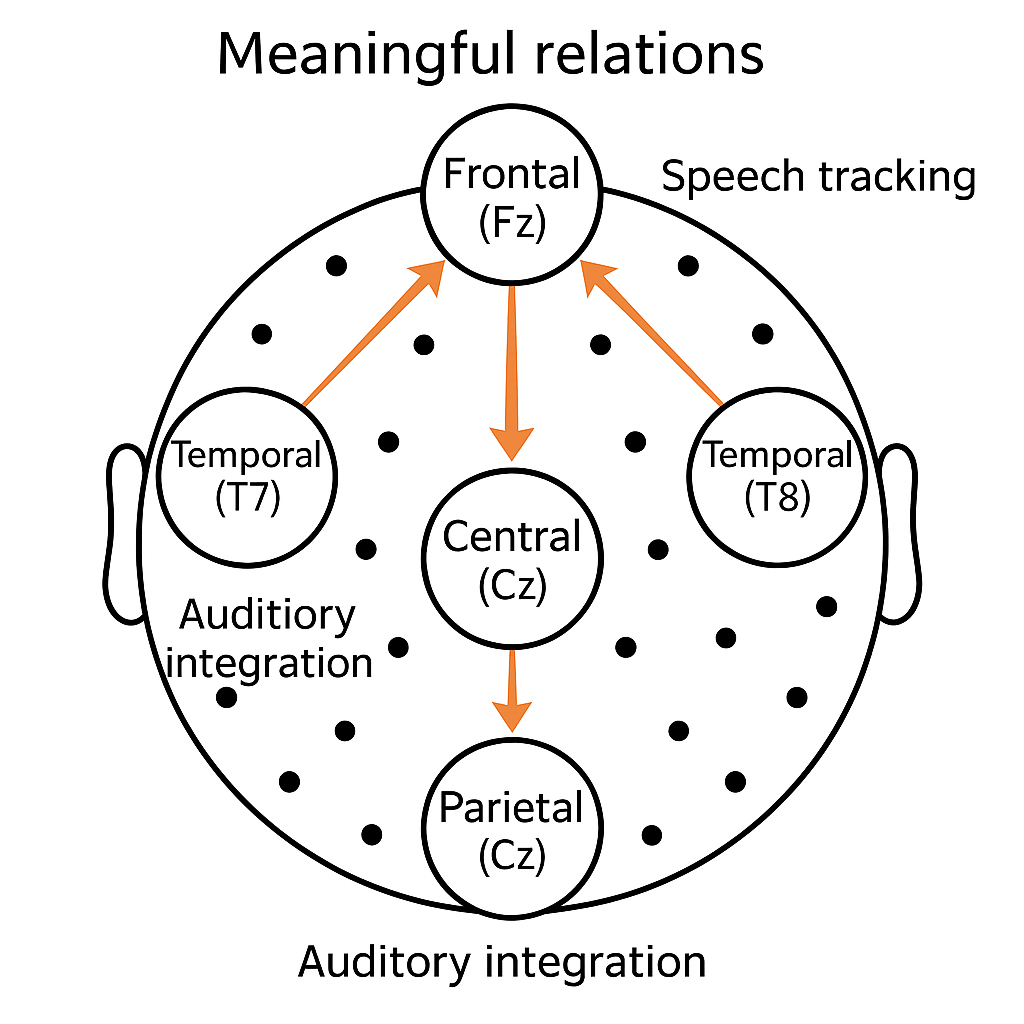 Meaningful relations
Frontal
(Fz)
Speech tracking
Temporal
(T7)
Temporal
(T8)
Central
(Cz)
Auditiory
integration
Parietal
(Cz)
Auditory integration